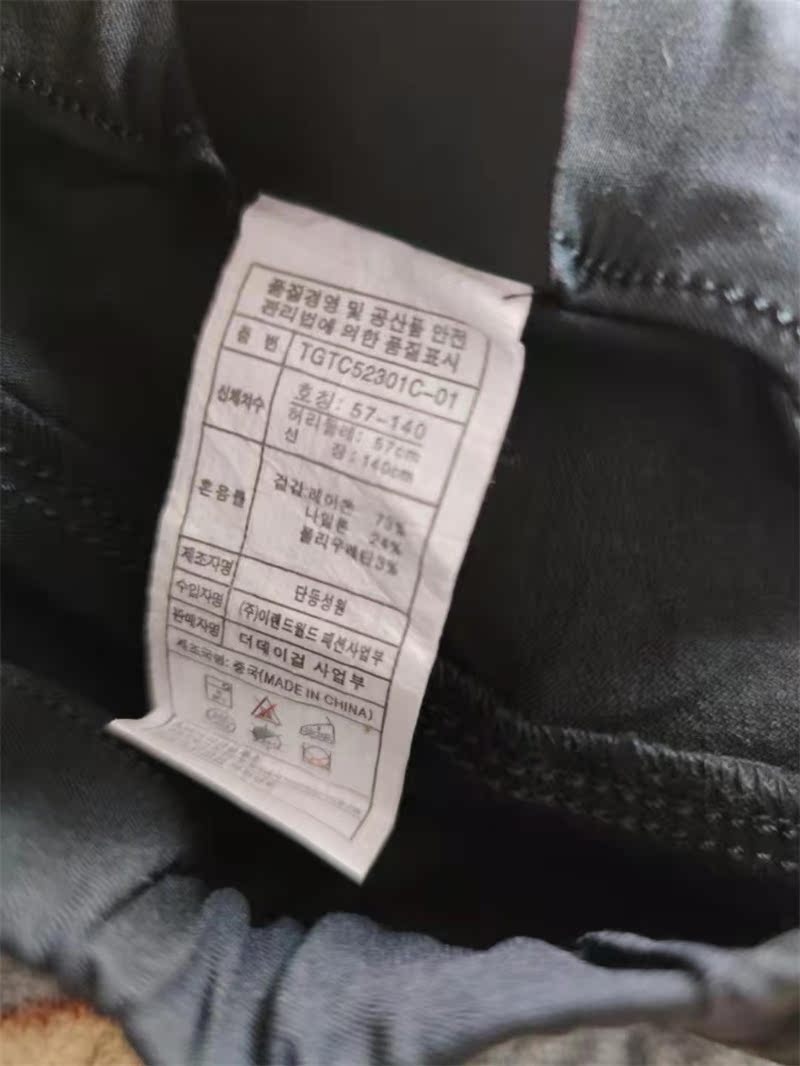 품질경영 및 공산품 안전
관리법에 의한 품질표시
품 번 TGTC52301C-01
신체치수 호칭: 57-140
허리둘레: 57cm
신 장: 140cm
혼용률 겉감:레이온 73%
나일론 24%
폴리우레탄3%
제조자명 단동성원
수입자명 (주)이랜드월드 패션사업부
판매자명 더데이걸 사업부
제조국명: 중국(MADE IN CHINA)